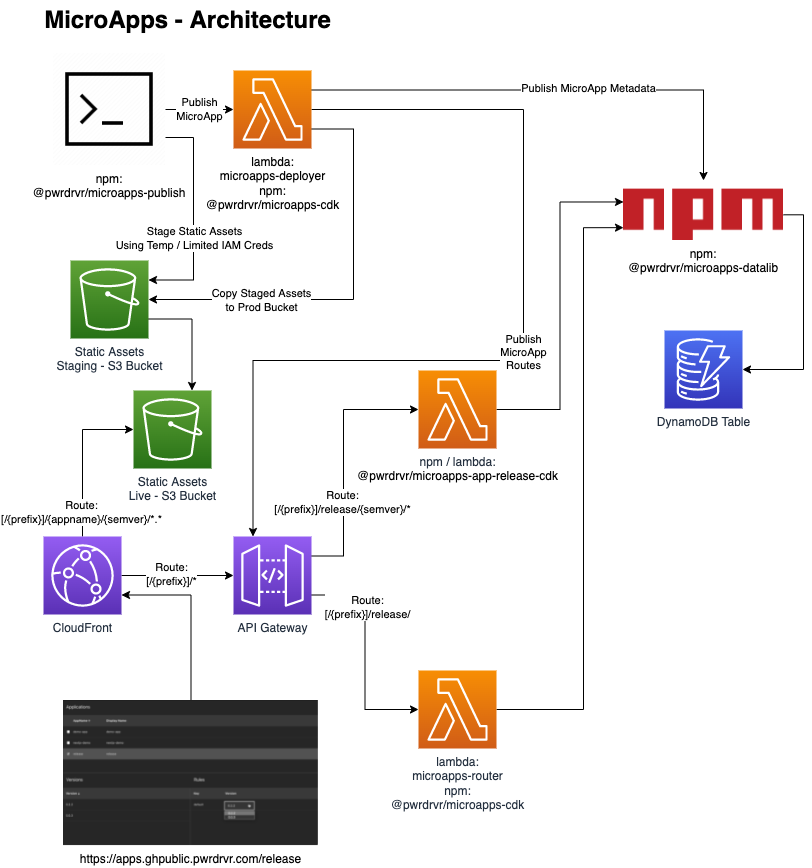 MicroApps - Architecture
Publish
MicroApp
Publish MicroApp Metadata
npm:
@pwrdrvr/microapps-publish
lambda:
microapps-deployer
npm:
@pwrdrvr/microapps-cdk
npm
npm:
@pwrdrvr/microapps-datalib
Stage Static Assets
Using Temp / Limited IAM Creds
Copy Staged Assets
to Prod Bucket
Static Assets
Staging - S3 Bucket
Publish
MicroApp
Routes
DynamoDB Table
npm / lambda:
@pwrdrvr/microapps-app-release-cdk
Static Assets
Live - S3 Bucket
Route:
[/{prefix}]/{appname}/{semver}/*.*
Route:
[/{prefix}]/release/{semver}/*
Route:
[/{prefix}]/*
CloudFront
API Gateway
Route:
[/{prefix}]/release/
Applications
Versions
Rules
lambda:
microapps-router
npm:
@pwrdrvr/microapps-cdk
https://apps.ghpublic.pwrdrvr.com/release